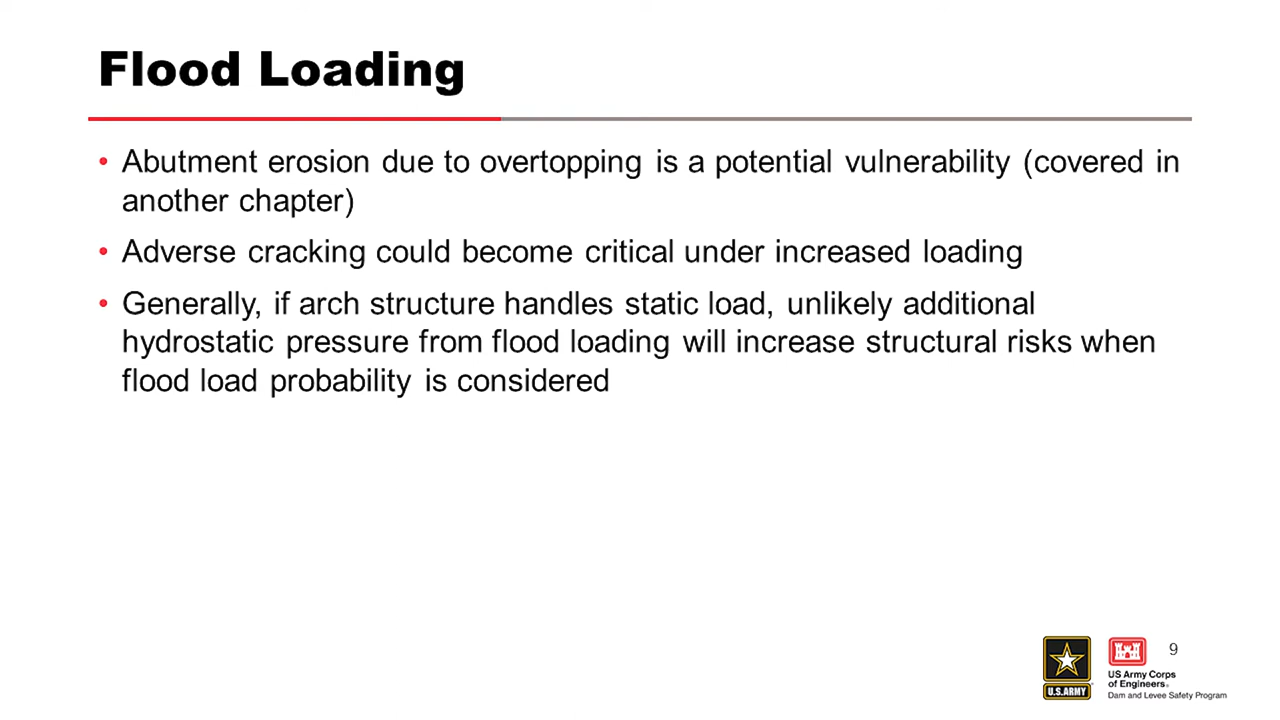 Flood Loading
• Abutment erosion due to overtopping is a potential vulnerability (covered in
another chapter)
• Adverse cracking could become critical under increased loading
• Generally, if arch structure handles static load, unlikely additional
hydrostatic pressure from flood loading will increase structural risks when
flood load probability is considered
9
U.S.ARMY
US Army Corps
of Engineers®
Dam and Levee Safety Program